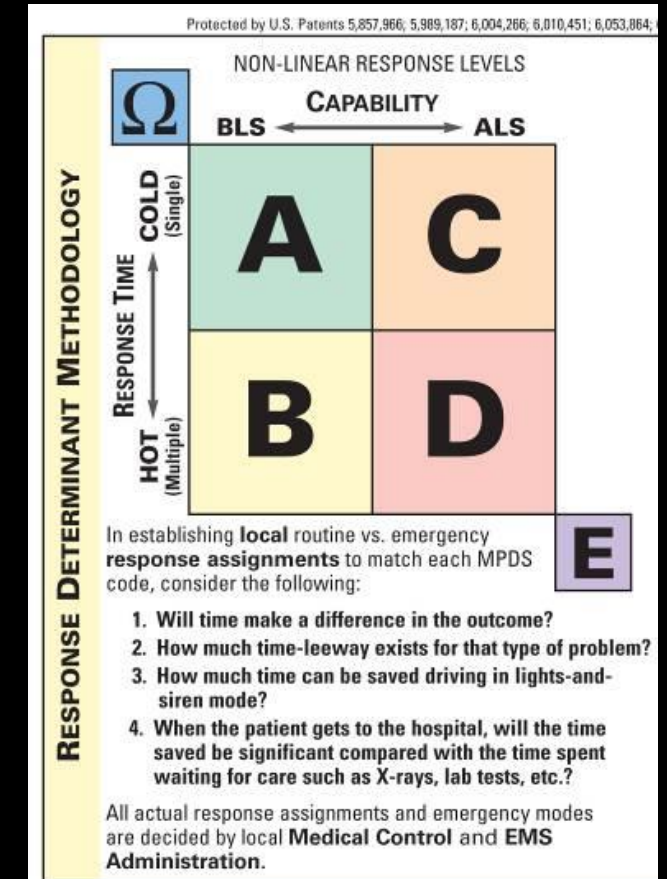 Protected by U.S. Patents 5,857,966; 5,989,187; 6,004,266; 6,010,451; 6,053,864;
NON-LINEAR RESPONSE LEVELS
Ω
CAPABILITY
BLS ALS
RESPONSE DETERMINANT METHODOLOGY
RESPONSE TIME
COLD
(Single)
HOT
(Multiple)
A C
B D
E
In establishing local routine vs. emergency
response assignments to match each MPDS
code, consider the following:
1. Will time make a difference in the outcome?
2. How much time-leeway exists for that type of problem?
3. How much time can be saved driving in lights-and-
siren mode?
4. When the patient gets to the hospital, will the time
saved be significant compared with the time spent
waiting for care such as X-rays, lab tests, etc.?
All actual response assignments and emergency modes
are decided by local Medical Control and EMS
Administration.